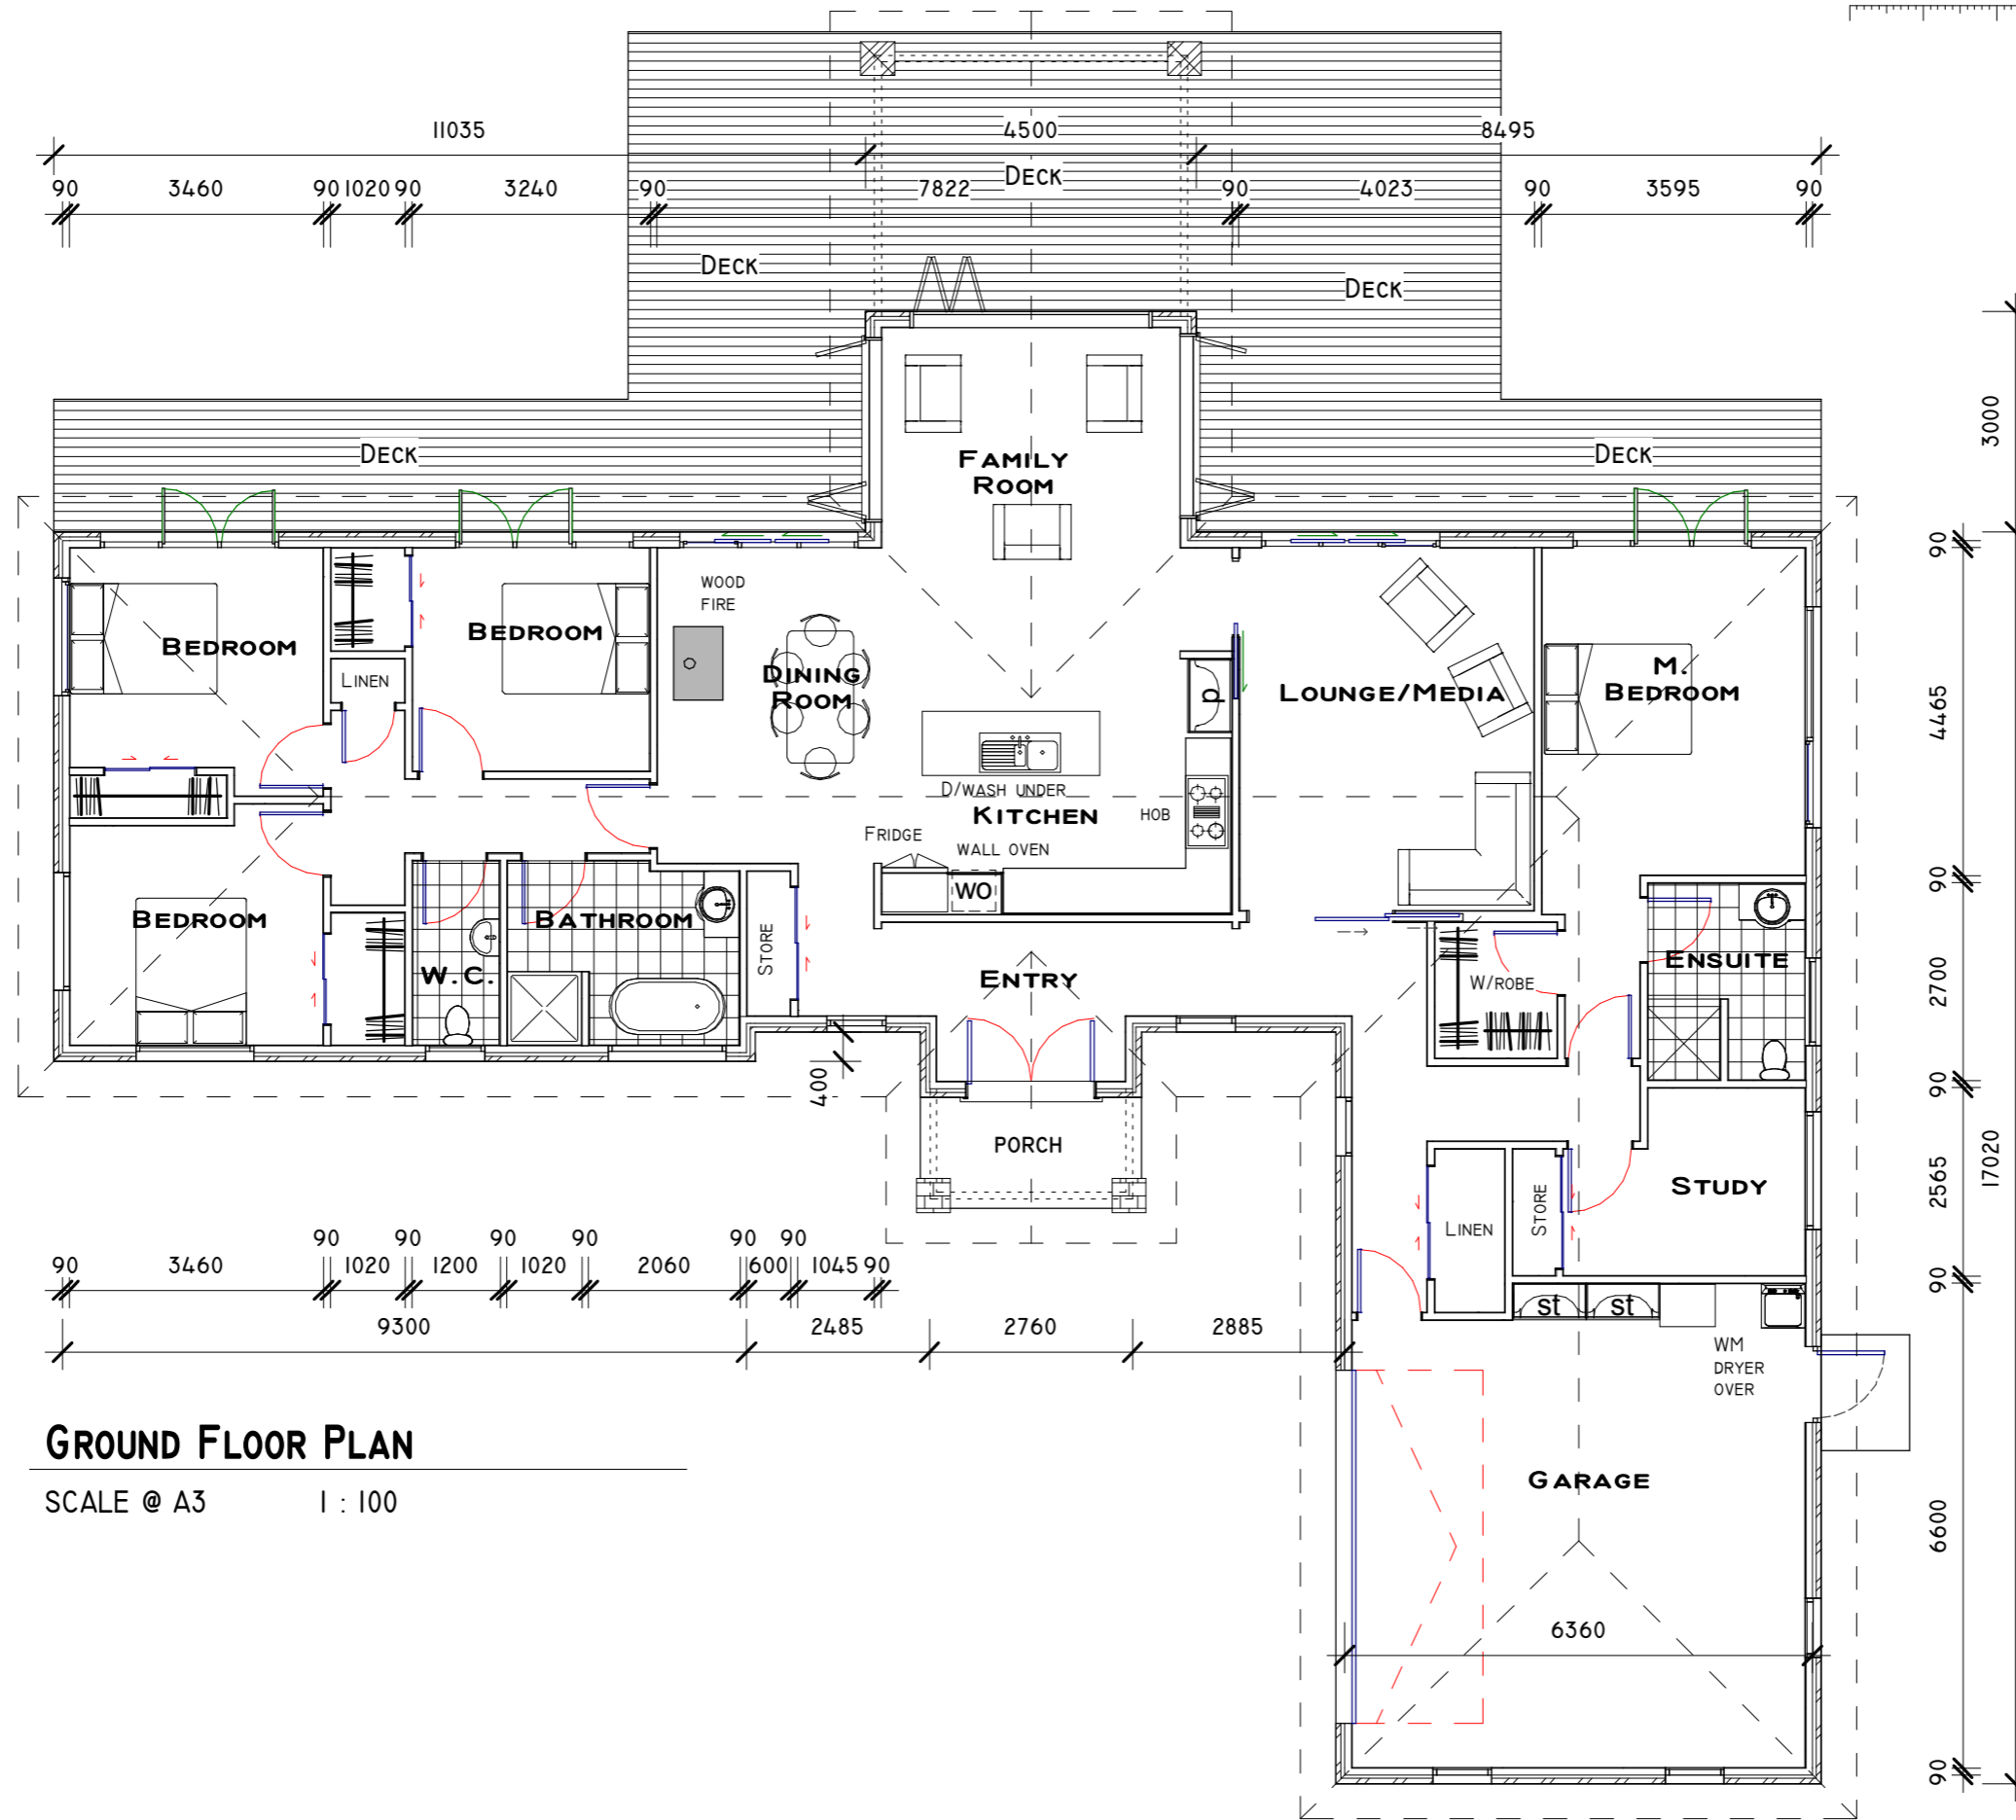 11035
4500
8495
90
3460
90
1020
90
3240
90
7822
DECK
90
4023
90
3595
90
DECK
DECK
DECK
DECK
FAMILY
ROOM
3000
90
WOOD
FIRE
BEDROOM
BEDROOM
LINEN
DINING
ROOM
p
LOUNGE/MEDIA
M.
BEDROOM
4465
D/WASH UNDER
KITCHEN
HOB
FRIDGE
WALL OVEN
WO
90
BEDROOM
BATHROOM
W.C.
STORE
ENTRY
W/ROBE
ENSUITE
2700
400
90
PORCH
STUDY
2565
17020
LINEN
STORE
90
90
3460
90
1020
90
1200
90
1020
90
2060
90
600
90
1045
90
9300
2485
2760
2885
st
st
WM
DRYER
OVER
GROUND FLOOR PLAN
SCALE @ A3 1 : 100
GARAGE
6600
6360
90